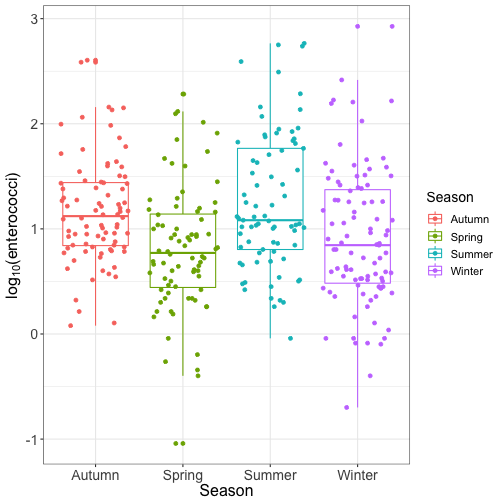 3
2
1
0
-1
log10(enterococci)
Autumn Spring Summer Winter
Season
Season
Autumn
Spring
Summer
Winter